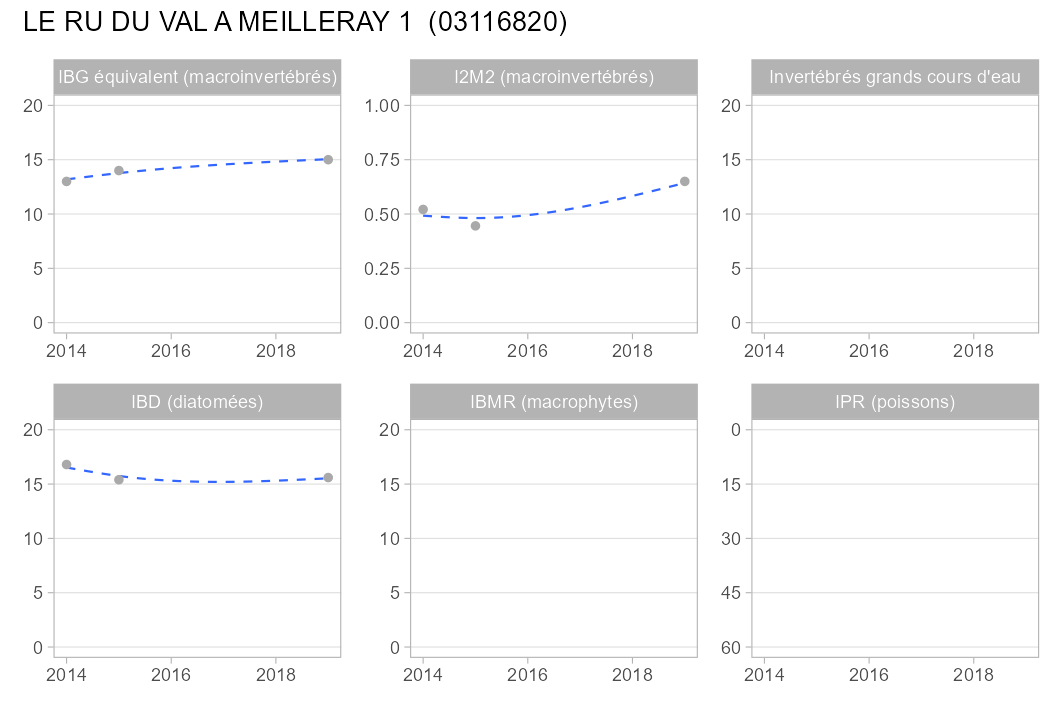 LE RU DU VAL A MEILLERAY 1 (03116820)
IBG équivalent (macroinvertébrés)
20
15
10
5
0
2014 2016 2018
I2M2 (macroinvertébrés)
1.00
0.75
0.50
0.25
0.00
2014 2016 2018
Invertébrés grands cours d'eau
20
15
10
5
0
2014 2016 2018
IBD (diatomées)
20
15
10
5
0
2014 2016 2018
IBMR (macrophytes)
20
15
10
5
0
2014 2016 2018
IPR (poissons)
0
15
30
45
60
2014 2016 2018